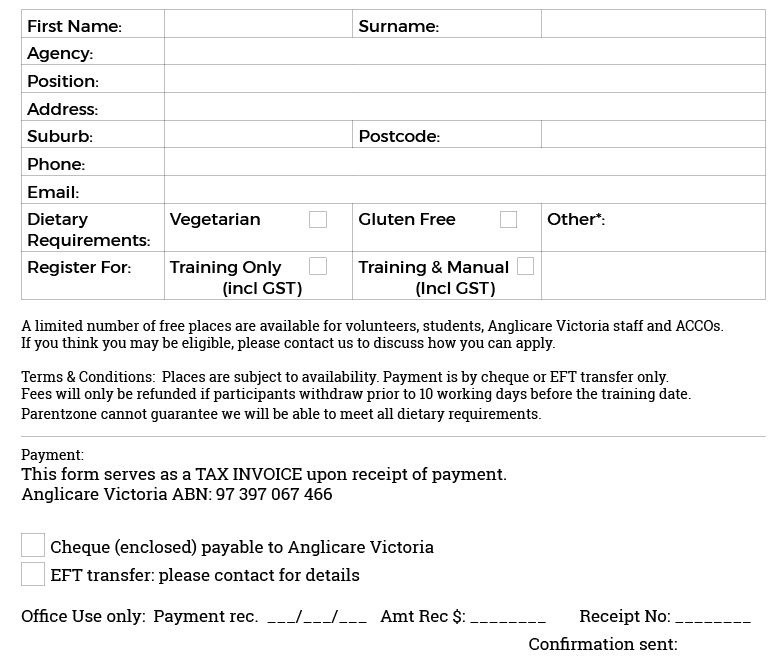 First Name: Surname:
Agency:
Position:
Address:
Suburb: Postcode:
Phone:
Email:
Dietary Requirements: Vegetarian Gluten Free Other*:
Register For: Training Only (incl GST) Training & Manual (Incl GST)
A limited number of free places are available for volunteers, students, Anglicare Victoria staff and ACCOs.
If you think you may be eligible, please contact us to discuss how you can apply.
Terms & Conditions: Places are subject to availability. Payment is by cheque or EFT transfer only.
Fees will only be refunded if participants withdraw prior to 10 working days before the training date.
Parentzone cannot guarantee we will be able to meet all dietary requirements.
Payment:
This form serves as a TAX INVOICE upon receipt of payment.
Anglicare Victoria ABN: 97 397 067 466
Cheque (enclosed) payable to Anglicare Victoria
EFT transfer: please contact for details
Office Use only: Payment rec. ___/___/___ Amt Rec $: ________ Receipt No: ________
Confirmation sent: